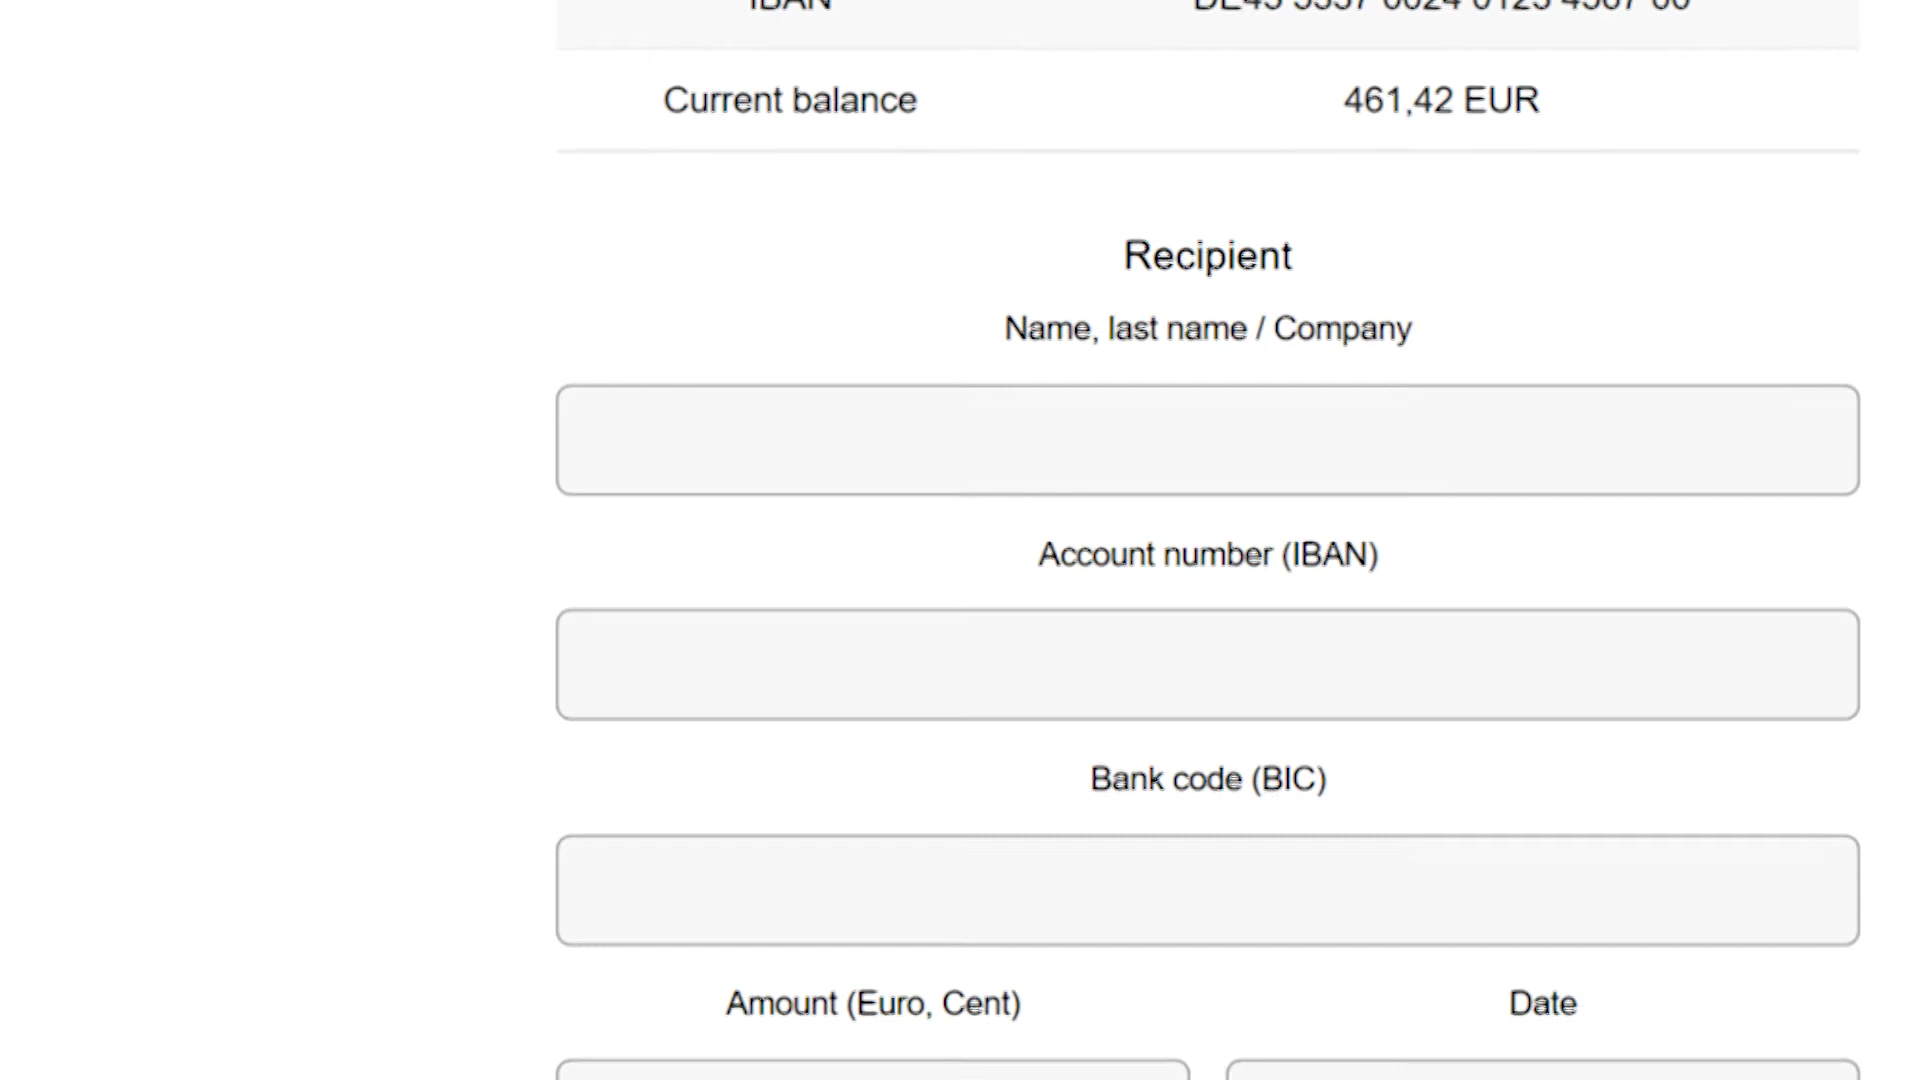 IBAN
Current balance 461,42 EUR
Recipient
Name, last name / Company
Account number (IBAN)
Bank code (BIC)
Amount (Euro, Cent) Date